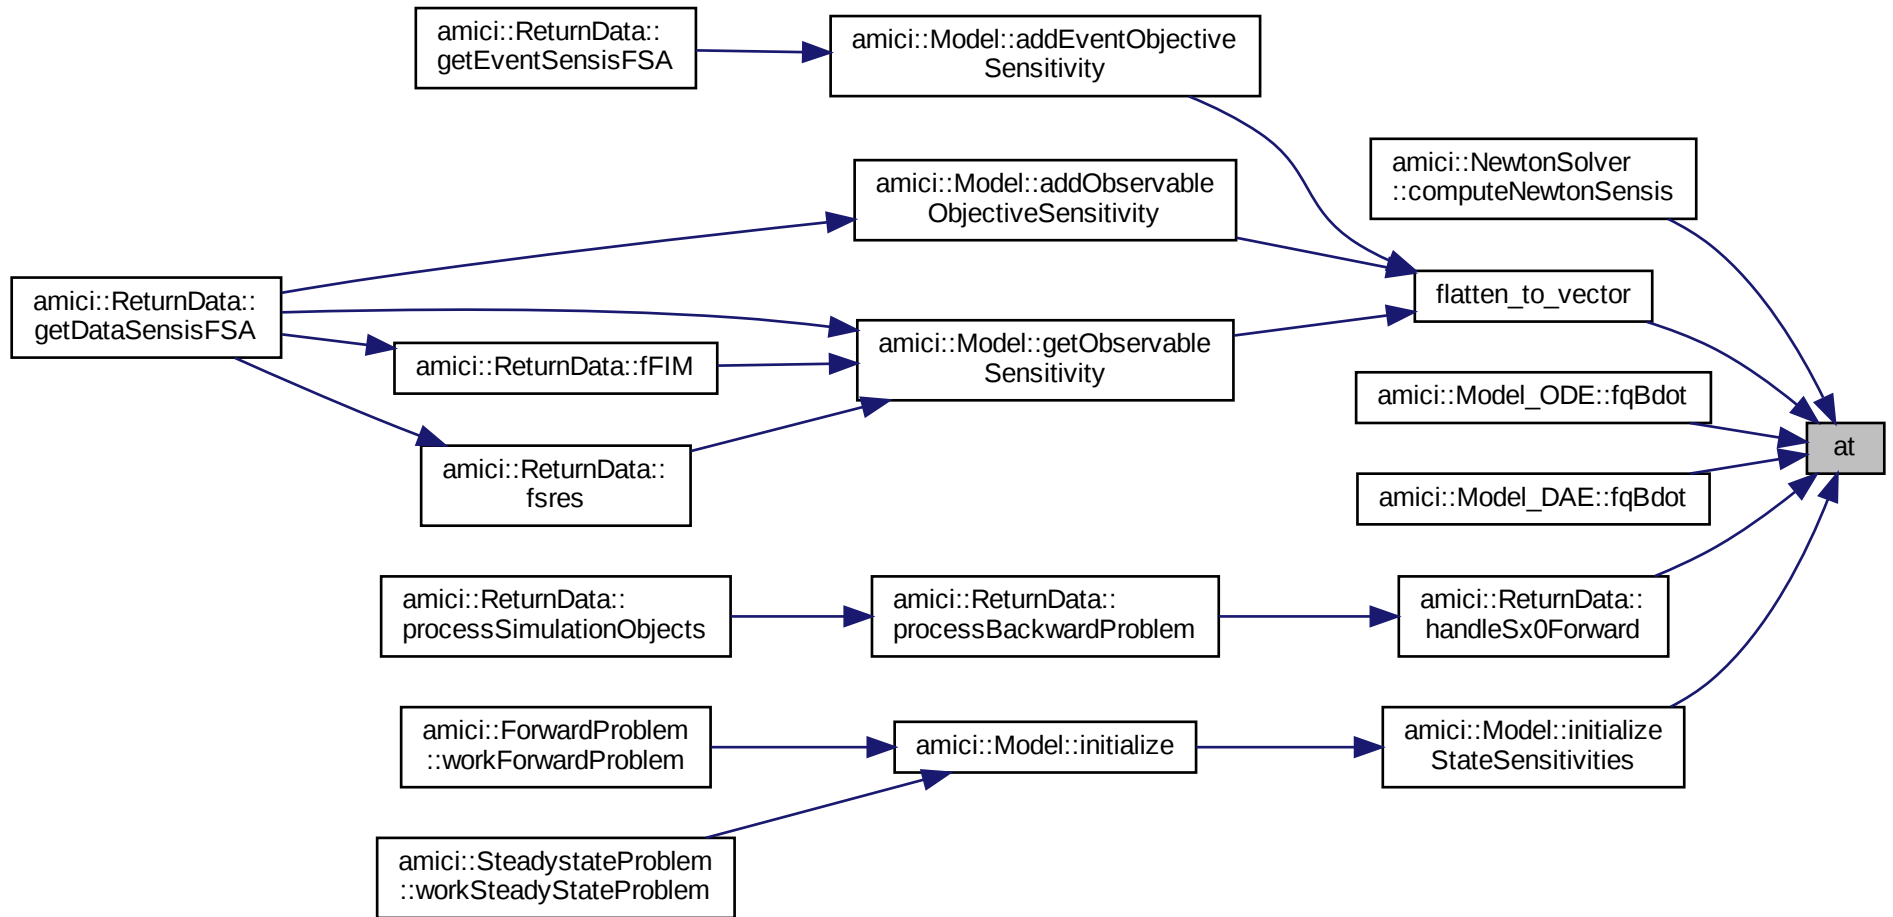 amici::ReturnData::
getEventSensisFSA
amici::Model::addEventObjective
Sensitivity
amici::NewtonSolver
::computeNewtonSensis
amici::Model::addObservable
ObjectiveSensitivity
flatten_to_vector
amici::ReturnData::
getDataSensisFSA
amici::Model::getObservable
Sensitivity
amici::ReturnData::fFIM
amici::Model_ODE::fqBdot
at
amici::ReturnData::
fsres
amici::Model_DAE::fqBdot
amici::ReturnData::
processSimulationObjects
amici::ReturnData::
processBackwardProblem
amici::ReturnData::
handleSx0Forward
amici::ForwardProblem
::workForwardProblem
amici::Model::initialize
amici::Model::initialize
StateSensitivities
amici::SteadystateProblem
::workSteadyStateProblem